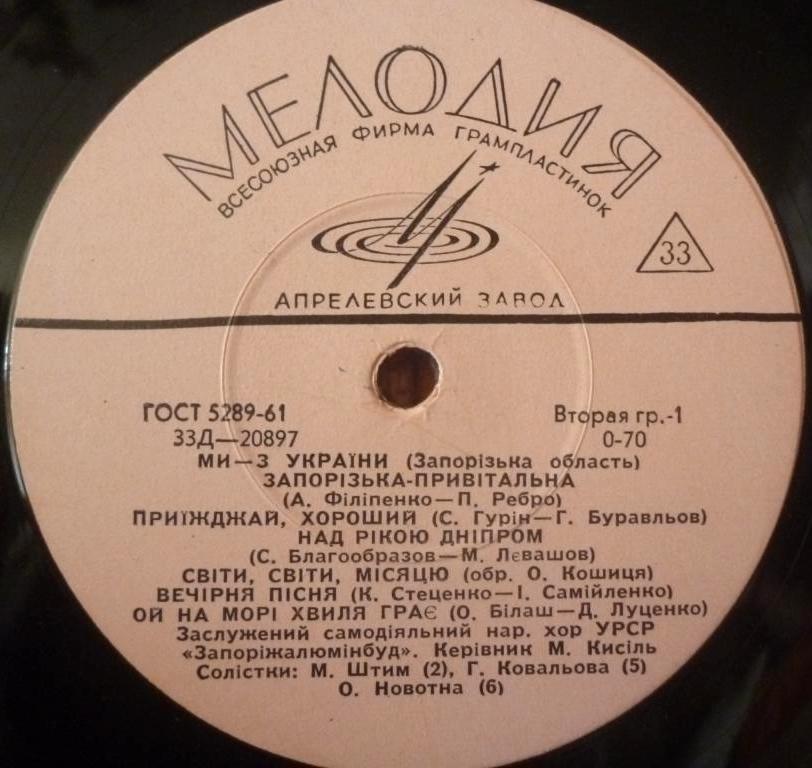 МЕЛОДИЯ
ВСЕСОЮЗНАЯ ФИРМА ГРАМПЛАСТИНОК
33
АПРЕЛЕВСКИЙ ЗАВОД
ГОСТ 5289-61 Вторая гр.-1
33Д—20897 0-70
МИ—З УКРАЇНИ (Запорізька область)
ЗАПОРІЗЬКА-ПРИВІТАЛЬНА
(А. Філіпенко—П. Ребро)
ПРИЇЖДЖАЙ, ХОРОШИЙ (С. Гурін—Г. Буравльов)
НАД РІКОЮ ДНІПРОМ
(С. Благообразов—М. Лєвашов)
СВІТИ, СВІТИ, МІСЯЦЮ (обр. О. Кошиця)
ВЕЧІРНЯ ПІСНЯ (К. Стеценко—І. Самійленко)
ОЙ НА МОРІ ХВИЛЯ ГРАЄ (О. Білаш—Д. Луценко)
Заслужений самодіяльний нар. хор УРСР
«Запоріжалюмінбуд». Керівник М. Кисіль
Солістки: М. Штим (2), Г. Ковальова (5)
О. Новотна (6)